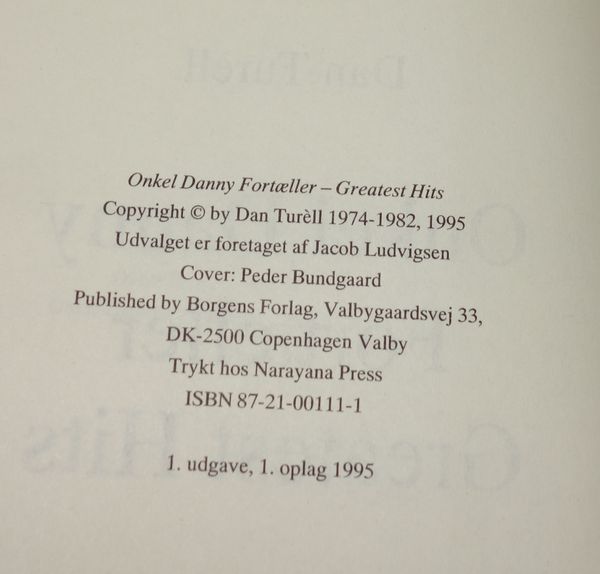 Onkel Danny Fortæller – Greatest Hits
Copyright © by Dan Turèll 1974-1982, 1995
Udvalget er foretaget af Jacob Ludvigsen
Cover: Peder Bundgaard
Published by Borgens Forlag, Valbygaardsvej 33,
DK-2500 Copenhagen Valby
Trykt hos Narayana Press
ISBN 87-21-00111-1
1. udgave, 1. oplag 1995